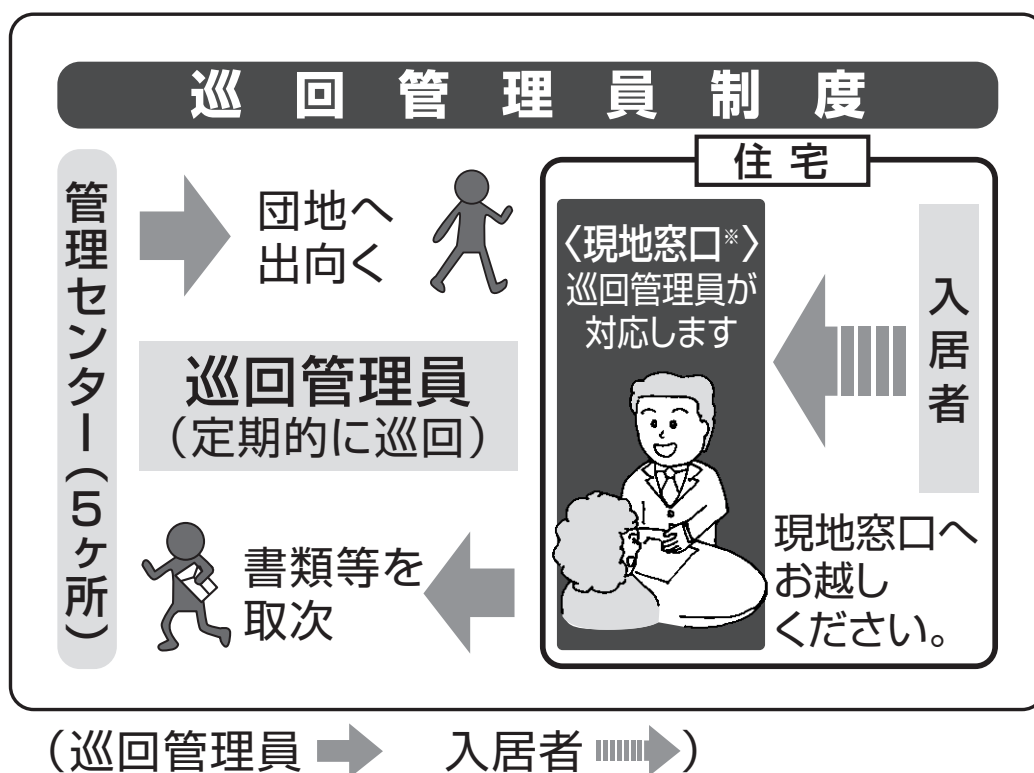 巡回管理員制度
管理センター（5ヶ所）
団地へ
出向く
巡回管理員
（定期的に巡回）
書類等を
取次
住宅
〈現地窓口※〉
巡回管理員が
対応します
入居者
現地窓口へ
お越し
ください。
（巡回管理員 入居者 ）